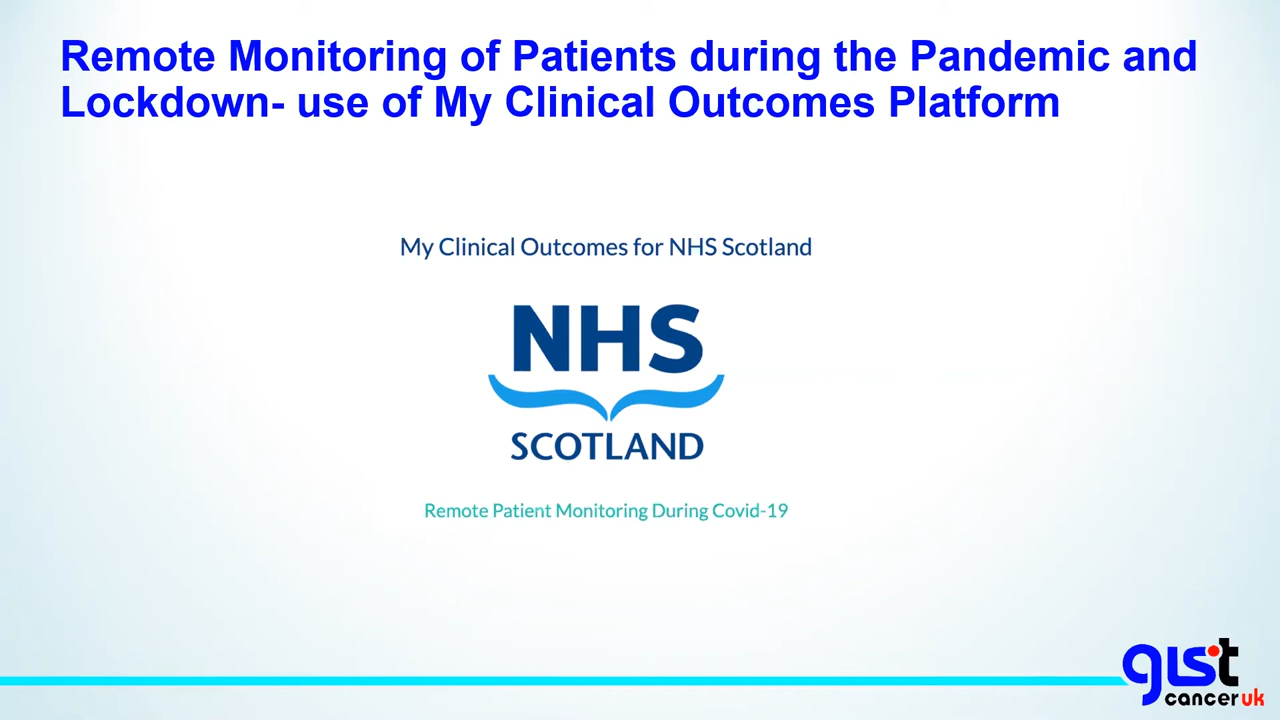 Remote Monitoring of Patients during the Pandemic and
Lockdown- use of My Clinical Outcomes Platform
My Clinical Outcomes for NHS Scotland
NHS
SCOTLAND
Remote Patient Monitoring During Covid-19
gist
cancer uk